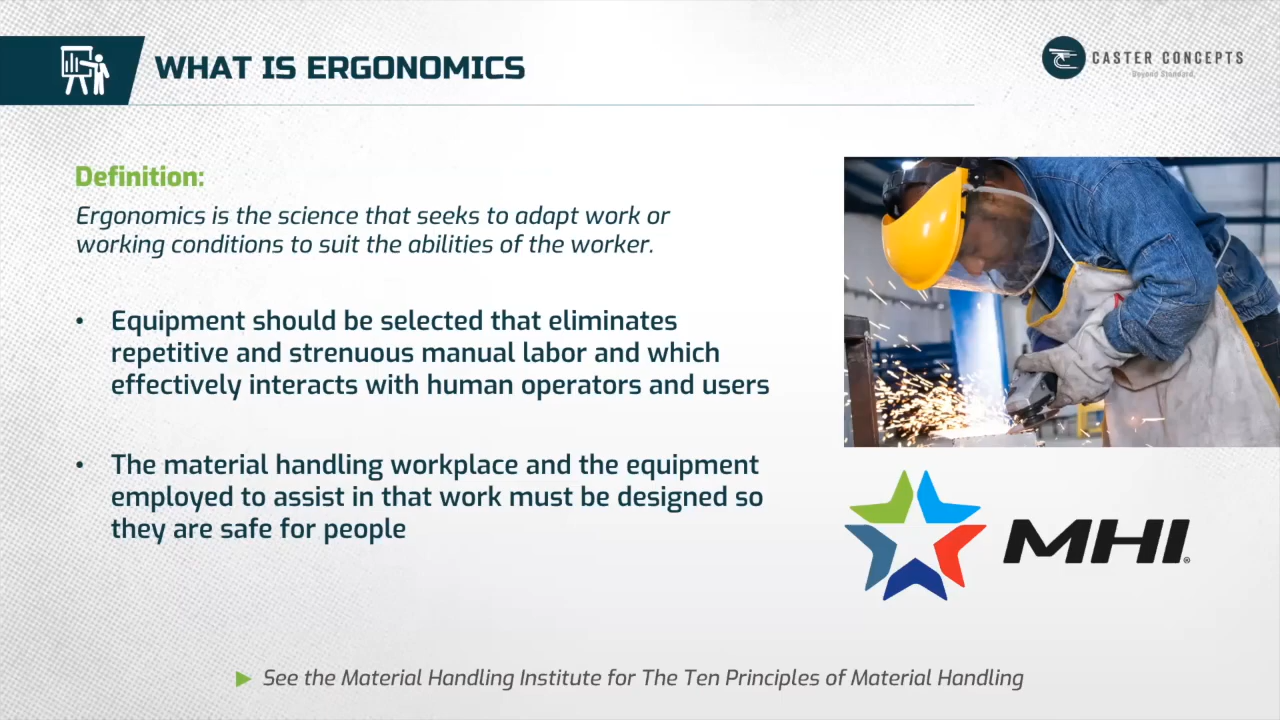 WHAT IS ERGONOMICS
CASTER CONCEPTS
Beyond Standard.
Definition:
Ergonomics is the science that seeks to adapt work or
working conditions to suit the abilities of the worker.
• Equipment should be selected that eliminates
repetitive and strenuous manual labor and which
effectively interacts with human operators and users
• The material handling workplace and the equipment
employed to assist in that work must be designed so
they are safe for people
MHI®
► See the Material Handling Institute for The Ten Principles of Material Handling